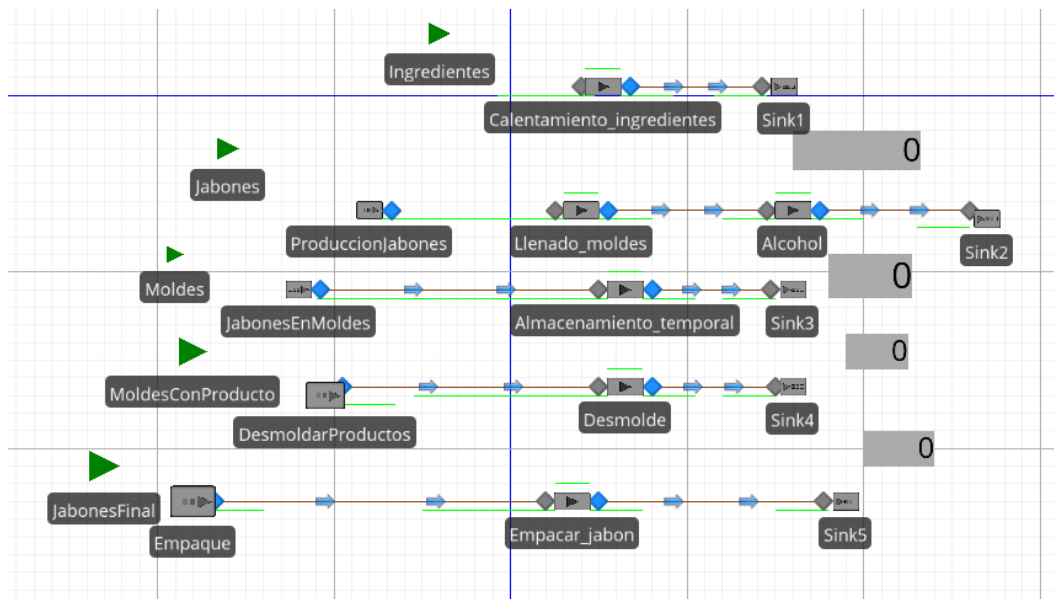 Ingredientes
Calentamiento_ingredientes
Sink1
0
Jabones
ProduccionJabones
Llenado_moldes
Alcohol
Sink2
Moldes
0
JabonesEnMoldes
Almacenamiento_temporal
Sink3
0
MoldesConProducto
DesmoldarProductos
Desmolde
Sink4
0
JabonesFinal
Empaque
Empacar_jabon
Sink5